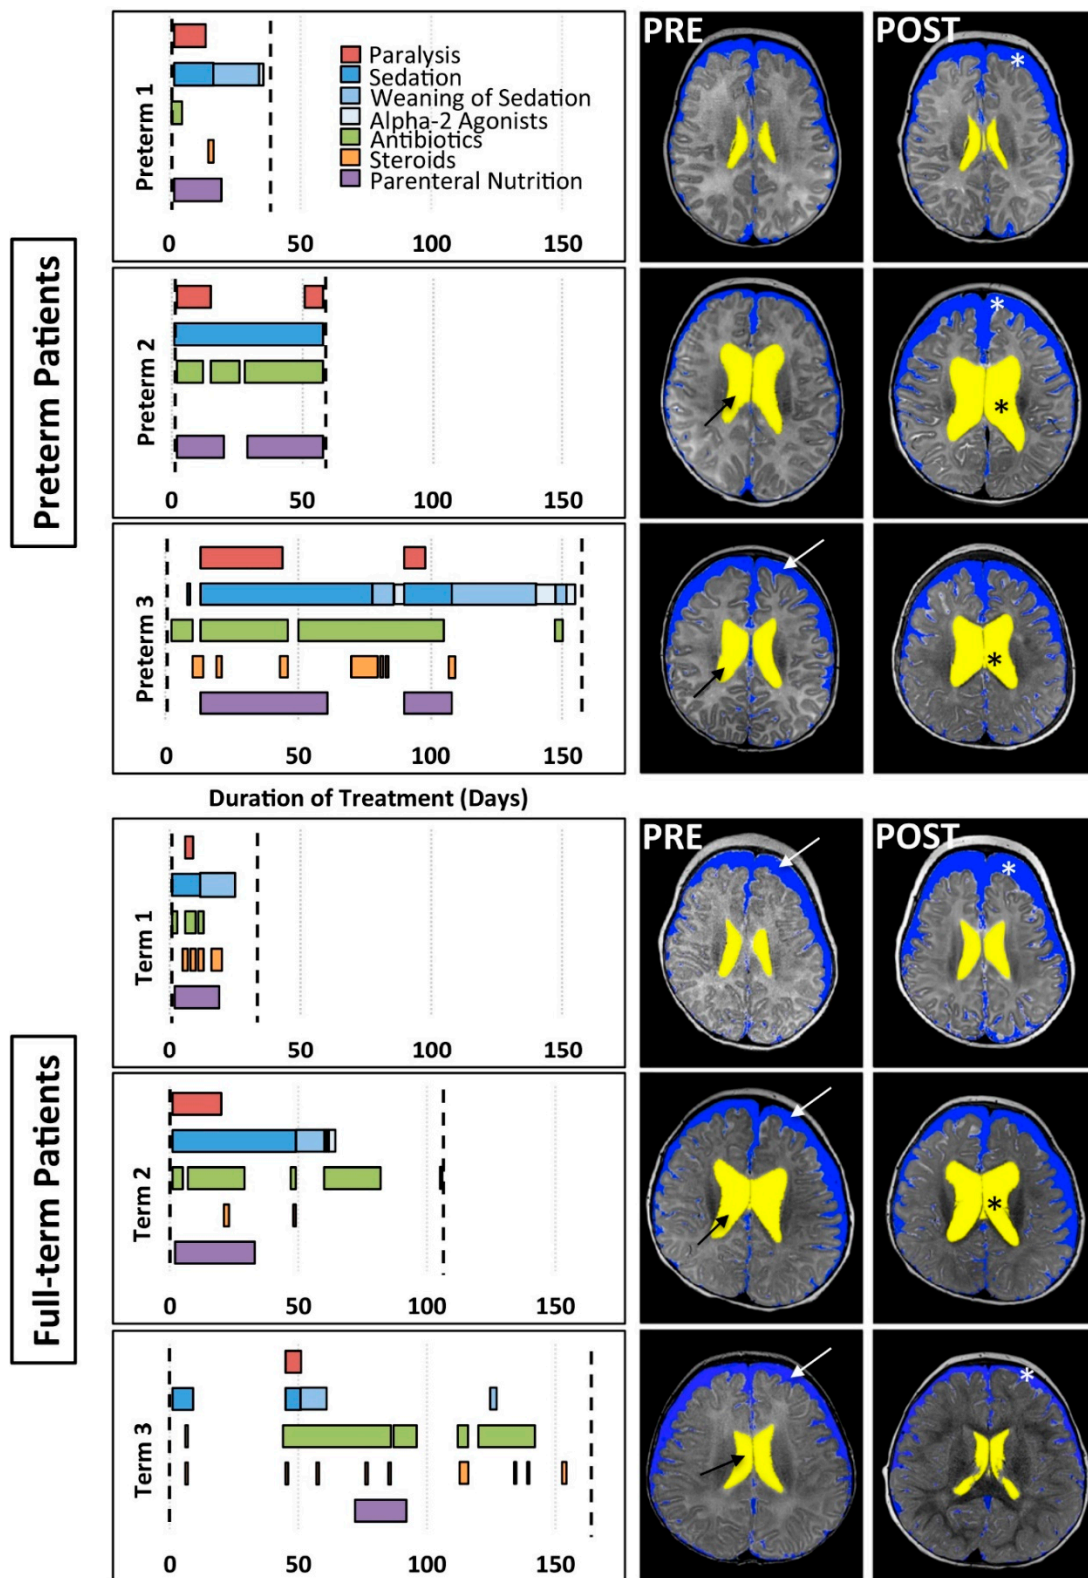 Preterm Patients
Preterm 1
Paralysis
Sedation
Weaning of Sedation
Alpha-2 Agonists
Antibiotics
Steroids
Parenteral Nutrition
0 50 100 150
PRE
POST
*
Preterm 2
0 50 100 150
*
*
Preterm 3
0 50 100 150
*
Duration of Treatment (Days)
Full-term Patients
Term 1
0 50 100 150
PRE
POST
*
Term 2
0 50 100 150
*
Term 3
0 50 100 150
*